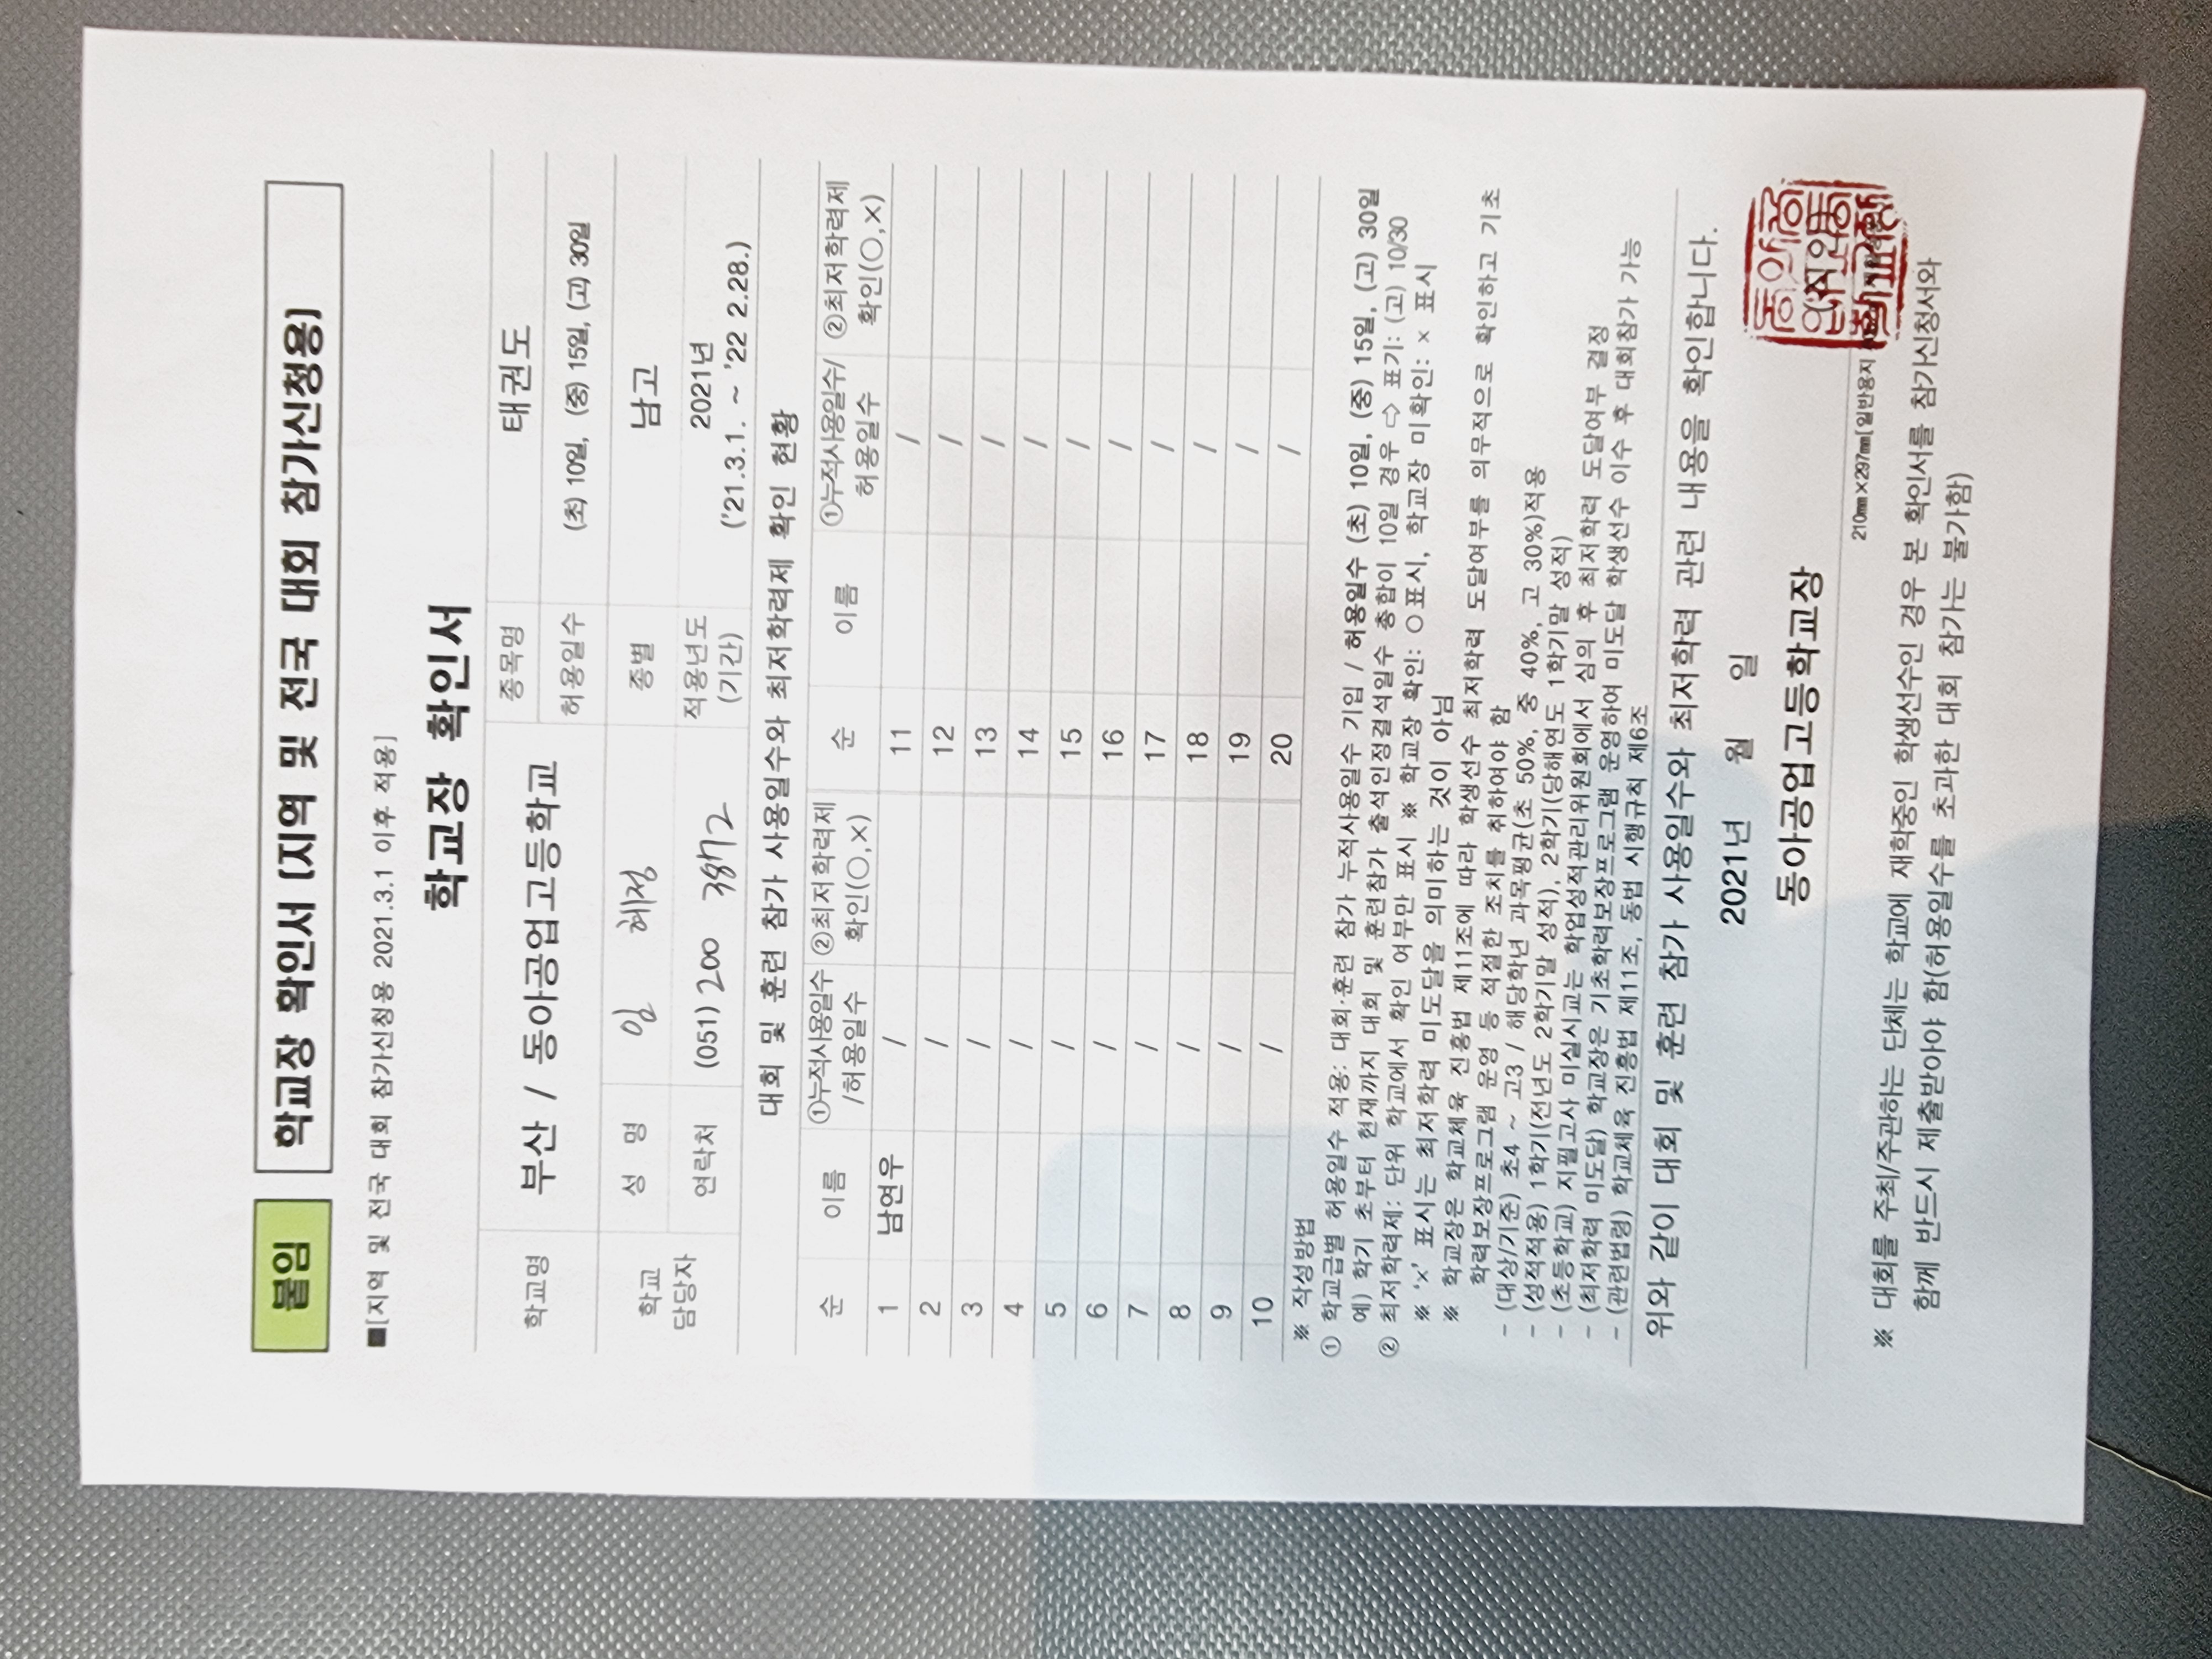 붙임 학교장 확인서 [지역 및 전국 대회 참가신청용]
■[지역 및 전국 대회 참가신청용 2021.3.1 이후 적용]
학교장 확인서
학교명 부산 / 동아공업고등학교 종목명 태권도
허용일수 (초) 10일, (중) 15일, (고) 30일
학교 담당자 성 명 임 혜정 종별 남고
연락처 (051) 200 3872 적용년도 (기간) 2021년 ('21.3.1. ~ '22 2.28.)
대회 및 훈련 참가 사용일수와 최저학력제 확인 현황
순 이름 ①누적사용일수/허용일수 ②최저학력제 확인(○,×) 순 이름 ①누적사용일수/허용일수 ②최저학력제 확인(○,×)
1 남연우 / 11 /
2 / 12 /
3 / 13 /
4 / 14 /
5 / 15 /
6 / 16 /
7 / 17 /
8 / 18 /
9 / 19 /
10 / 20 /
※ 작성방법
① 학교급별 허용일수 적용: 대회·훈련 참가 누적사용일수 기입 / 허용일수 (초) 10일, (중) 15일, (고) 30일
예) 학기 초부터 현재까지 대회 및 훈련참가 출석인정결석일수 총합이 10일 경우 ⇨ 표기: (고) 10/30
② 최저학력제: 단위 학교에서 확인 여부만 표시 ※ 학교장 확인: ○ 표시, 학교장 미확인: × 표시
※ '×' 표시는 최저학력 미도달을 의미하는 것이 아님
※ 학교장은 학교체육 진흥법 제11조에 따라 학생선수 최저학력 도달여부를 의무적으로 확인하고 기초
학력보장프로그램 운영 등 적절한 조치를 취하여야 함
- (대상/기준) 초4 ~ 고3 / 해당학년 과목평균(초 50%, 중 40%, 고 30%)적용
- (성적적용) 1학기(전년도 2학기말 성적), 2학기(당해연도 1학기말 성적)
- (초등학교) 지필고사 미실시교는 학업성적관리위원회에서 심의 후 최저학력 도달여부 결정
- (최저학력 미도달) 학교장은 기초학력보장프로그램 운영하여 미도달 학생선수 이수 후 대회참가 가능
- (관련법령) 학교체육 진흥법 제11조, 동법 시행규칙 제6조
위와 같이 대회 및 훈련 참가 사용일수와 최저학력 관련 내용을 확인합니다.
2021년 월 일
동아공업고등학교장 (직인)
210mm×297mm[일반용지
※ 대회를 주최/주관하는 단체는 학교에 재학중인 학생선수인 경우 본 확인서를 참가신청서와
함께 반드시 제출받아야 함(허용일수를 초과한 대회 참가는 불가함)